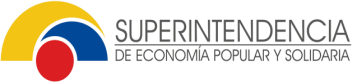 SUPERINTENDENCIA
DE ECONOMÍA POPULAR Y SOLIDARIA